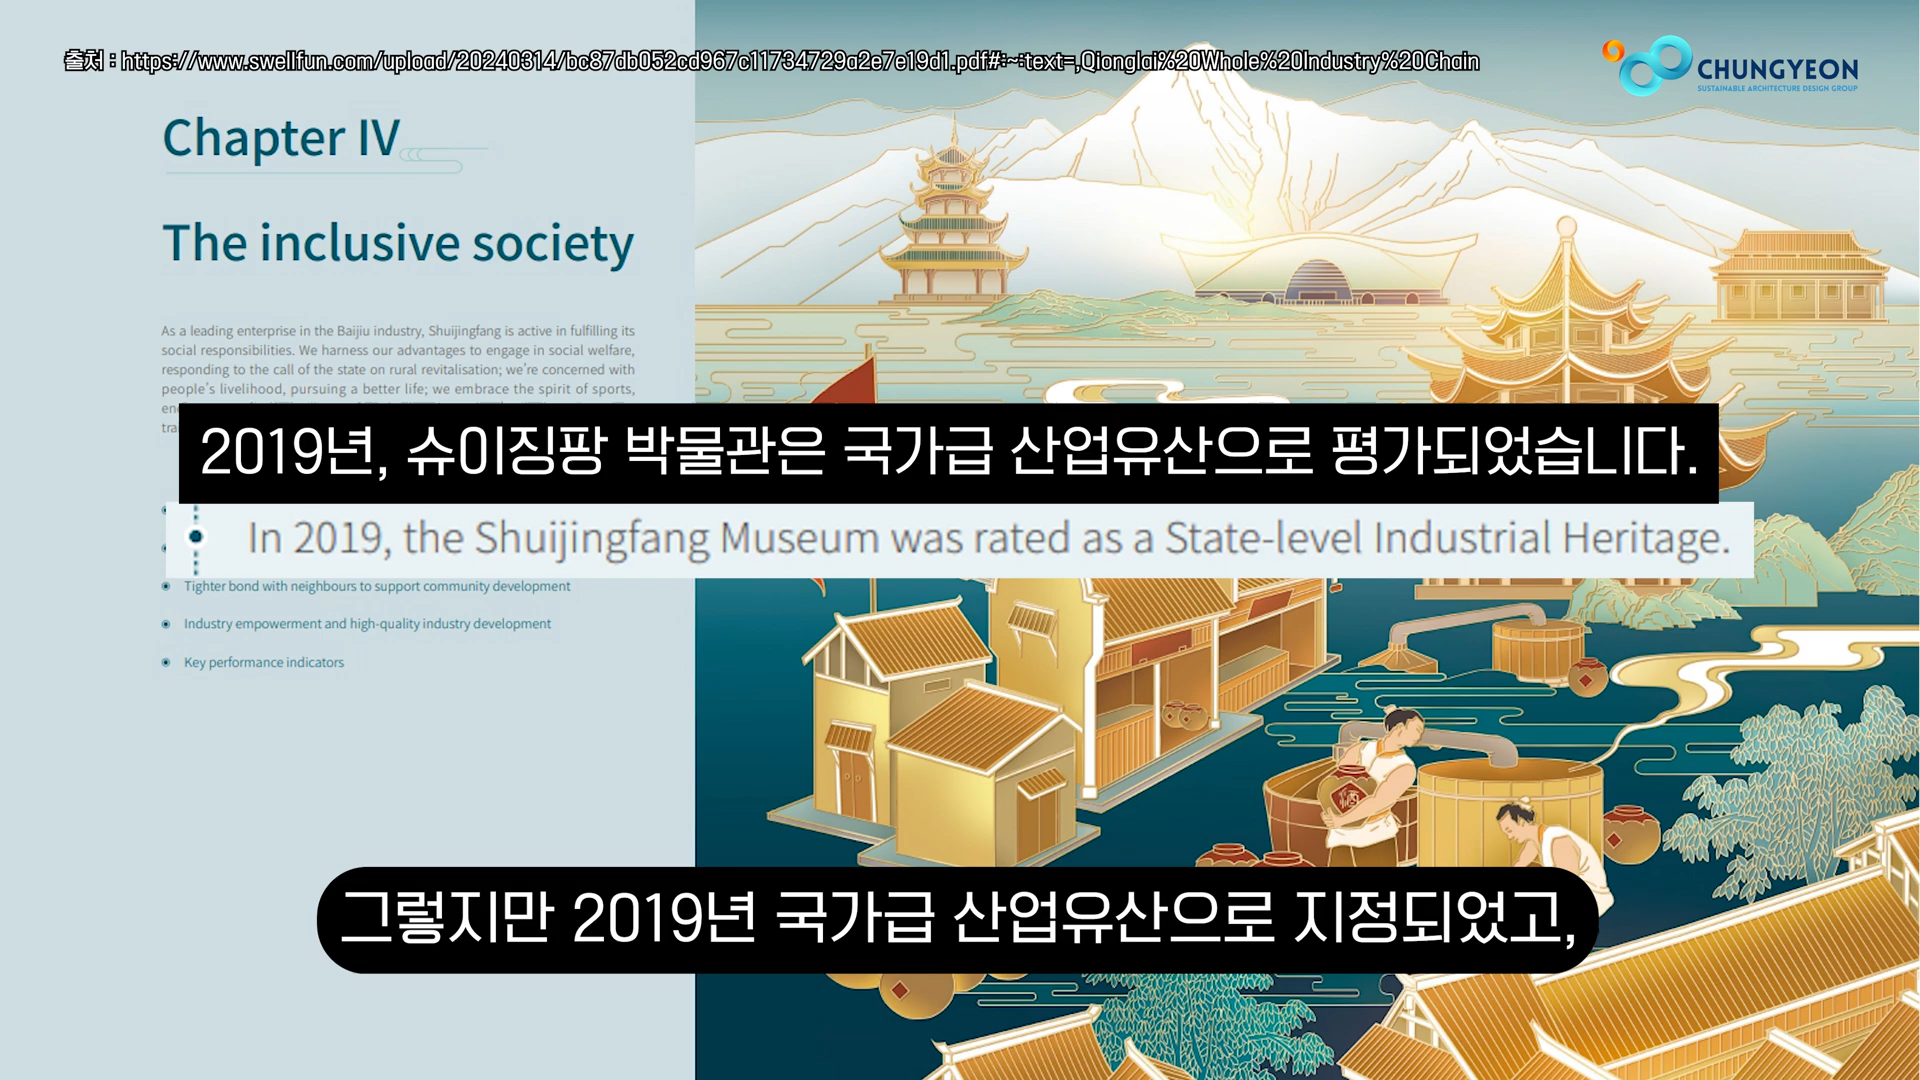 출처 : https://www.swellfun.com/upload/20240314/bc87db052cd967c11734729a2e7e19d1.pdf#:~:text=,Qionglai%20Whole%20Industry%20Chain
CHUNGYEON
SUSTAINABLE ARCHITECTURE DESIGN GROUP
Chapter IV
The inclusive society
As a leading enterprise in the Baijiu industry, Shuijingfang is active in fulfilling its
social responsibilities. We harness our advantages to engage in social welfare,
responding to the call of the state on rural revitalisation; we're concerned with
people's livelihood, pursuing a better life; we embrace the spirit of sports,
2019년, 슈이징팡 박물관은 국가급 산업유산으로 평가되었습니다.
In 2019, the Shuijingfang Museum was rated as a State-level Industrial Heritage.
Tighter bond with neighbours to support community development
Industry empowerment and high-quality industry development
Key performance indicators
酒
그렇지만 2019년 국가급 산업유산으로 지정되었고,